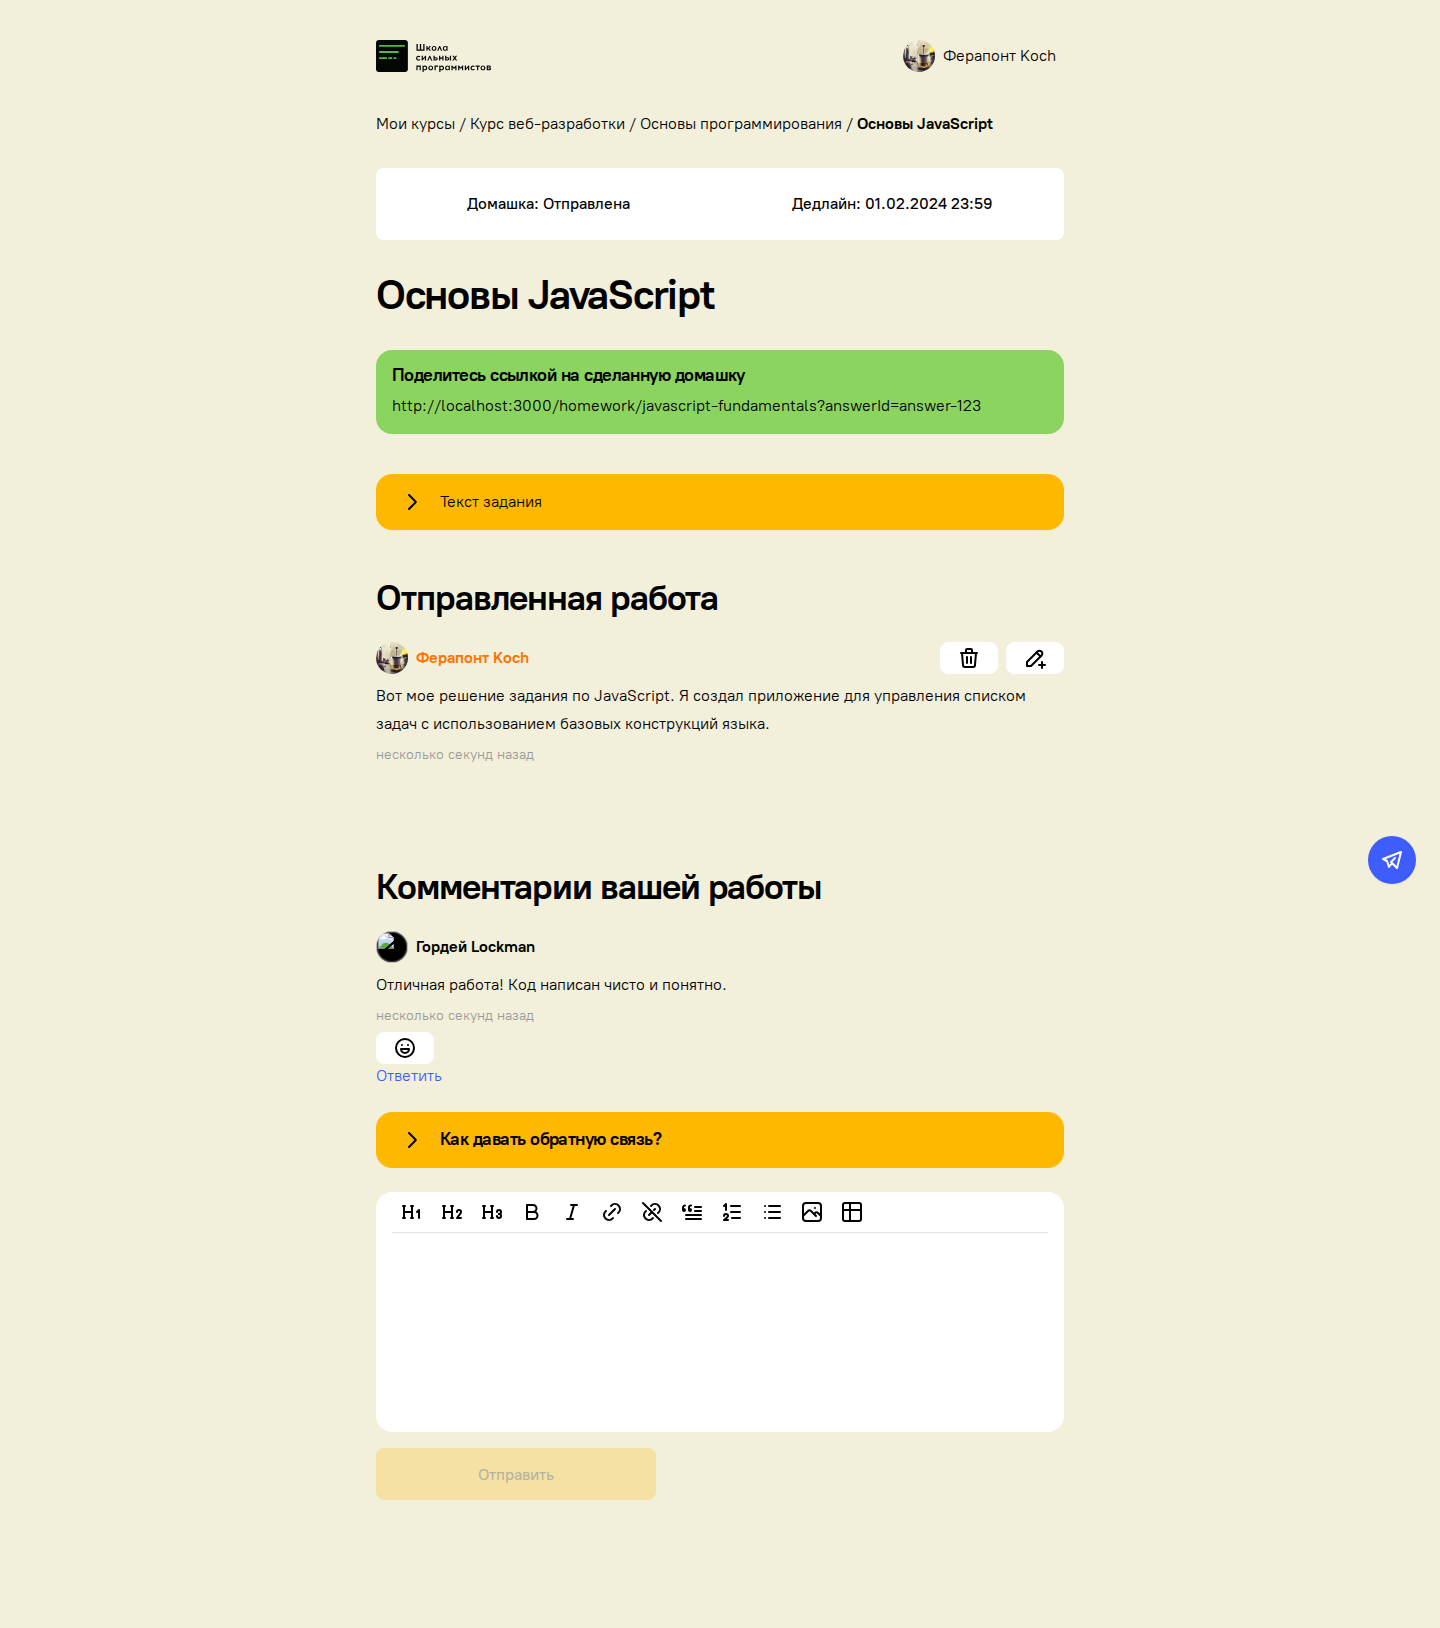 Школа
сильных
программистов
Ферапонт Koch
Мои курсы / Курс веб-разработки / Основы программирования / Основы JavaScript
Домашка: Отправлена
Дедлайн: 01.02.2024 23:59
Основы JavaScript
Поделитесь ссылкой на сделанную домашку
http://localhost:3000/homework/javascript-fundamentals?answerId=answer-123
Текст задания
Отправленная работа
Ферапонт Koch
Вот мое решение задания по JavaScript. Я создал приложение для управления списком
задач с использованием базовых конструкций языка.
несколько секунд назад
Комментарии вашей работы
Гордей Lockman
Отличная работа! Код написан чисто и понятно.
несколько секунд назад
Ответить
Как давать обратную связь?
H1 H2 H3 B I
Отправить